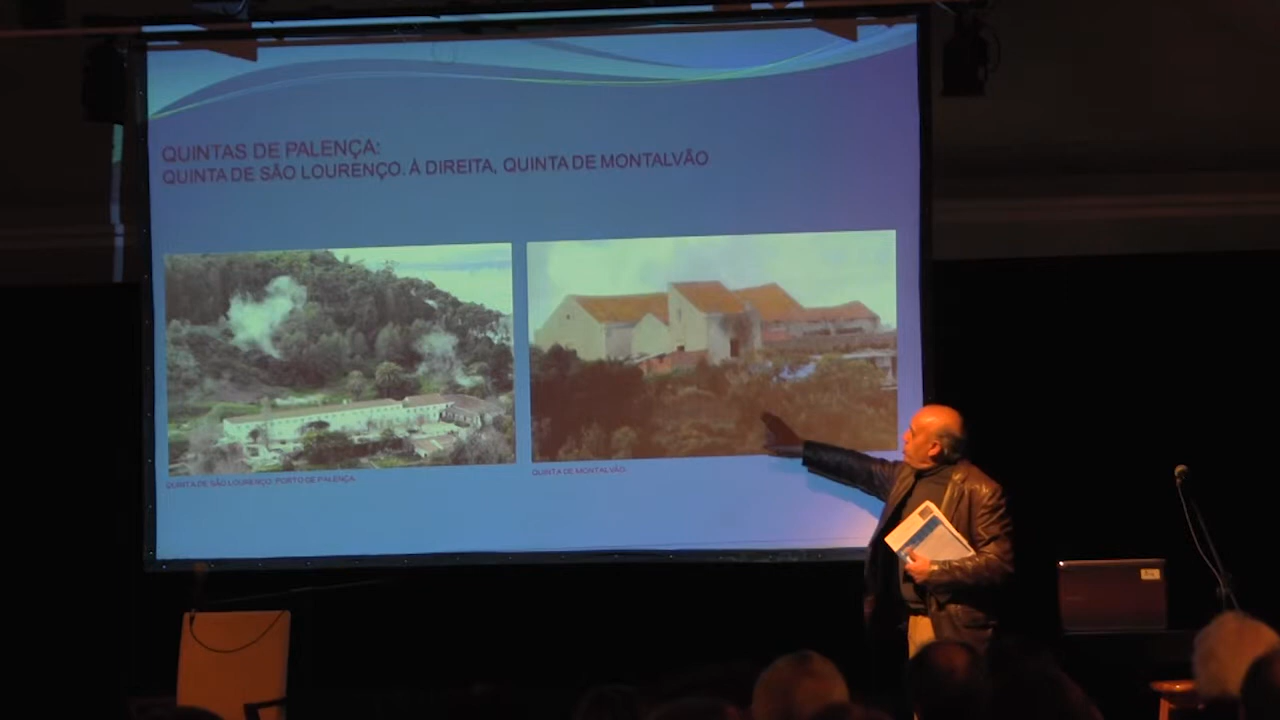 QUINTAS DE PALENÇA:
QUINTA DE SÃO LOURENÇO. À DIREITA, QUINTA DE MONTALVÃO
QUINTA DE SÃO LOURENÇO. PORTO DE PALENÇA.
QUINTA DE MONTALVÃO.